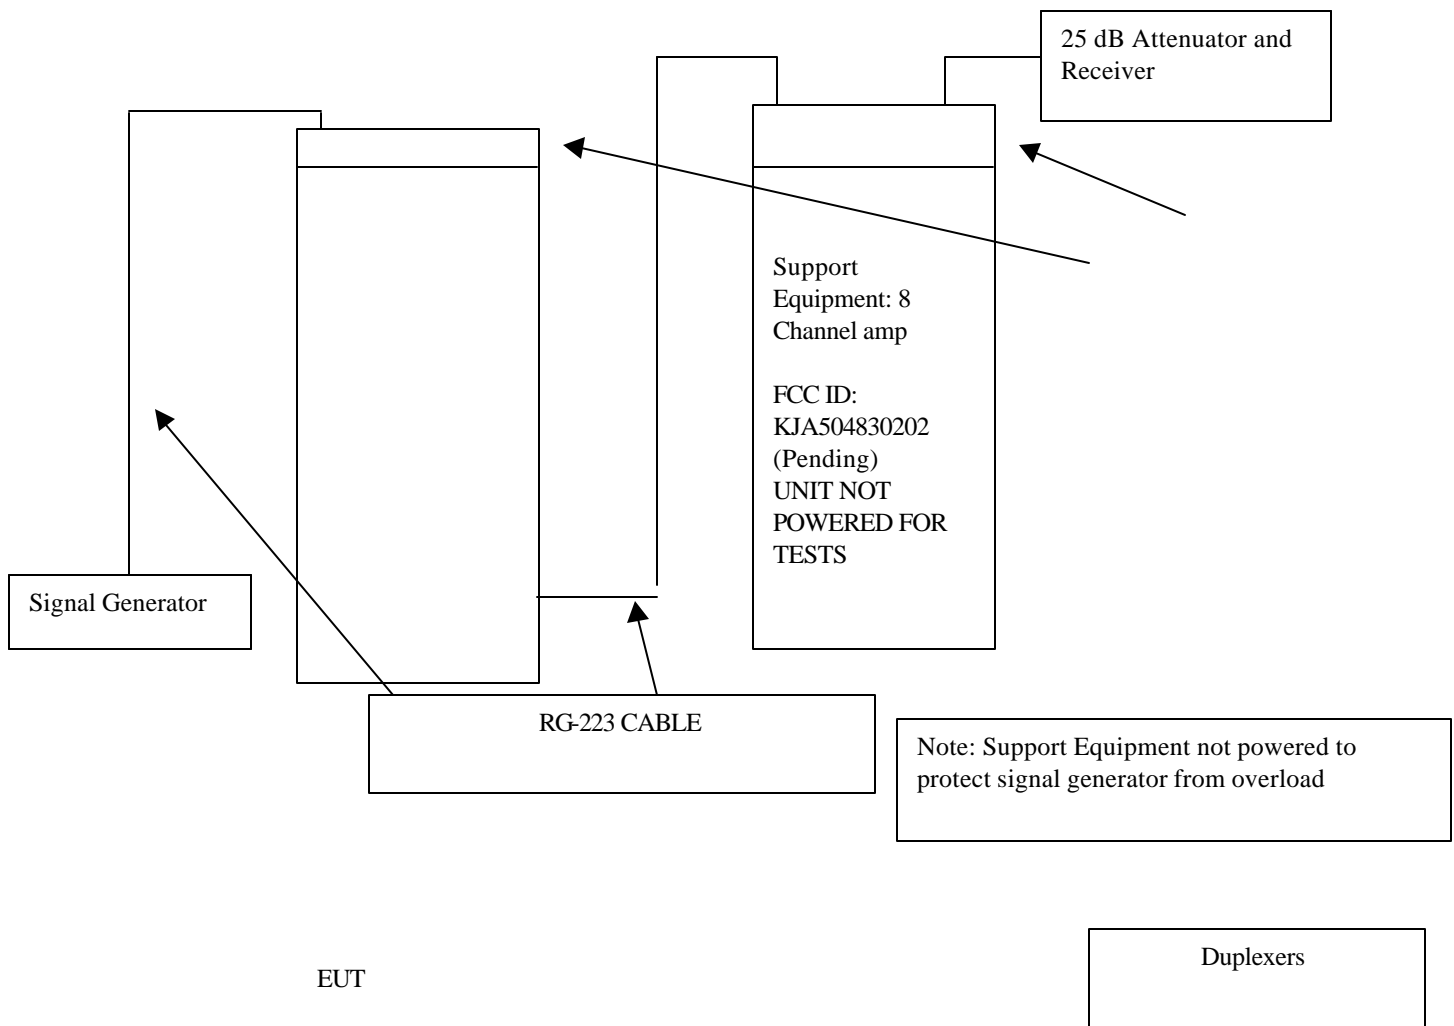 25 dB Attenuator and
Receiver
Support
Equipment: 8
Channel amp
FCC ID:
KJA504830202
(Pending)
UNIT NOT
POWERED FOR
TESTS
Signal Generator
RG-223 CABLE
Note: Support Equipment not powered to
protect signal generator from overload
EUT
Duplexers